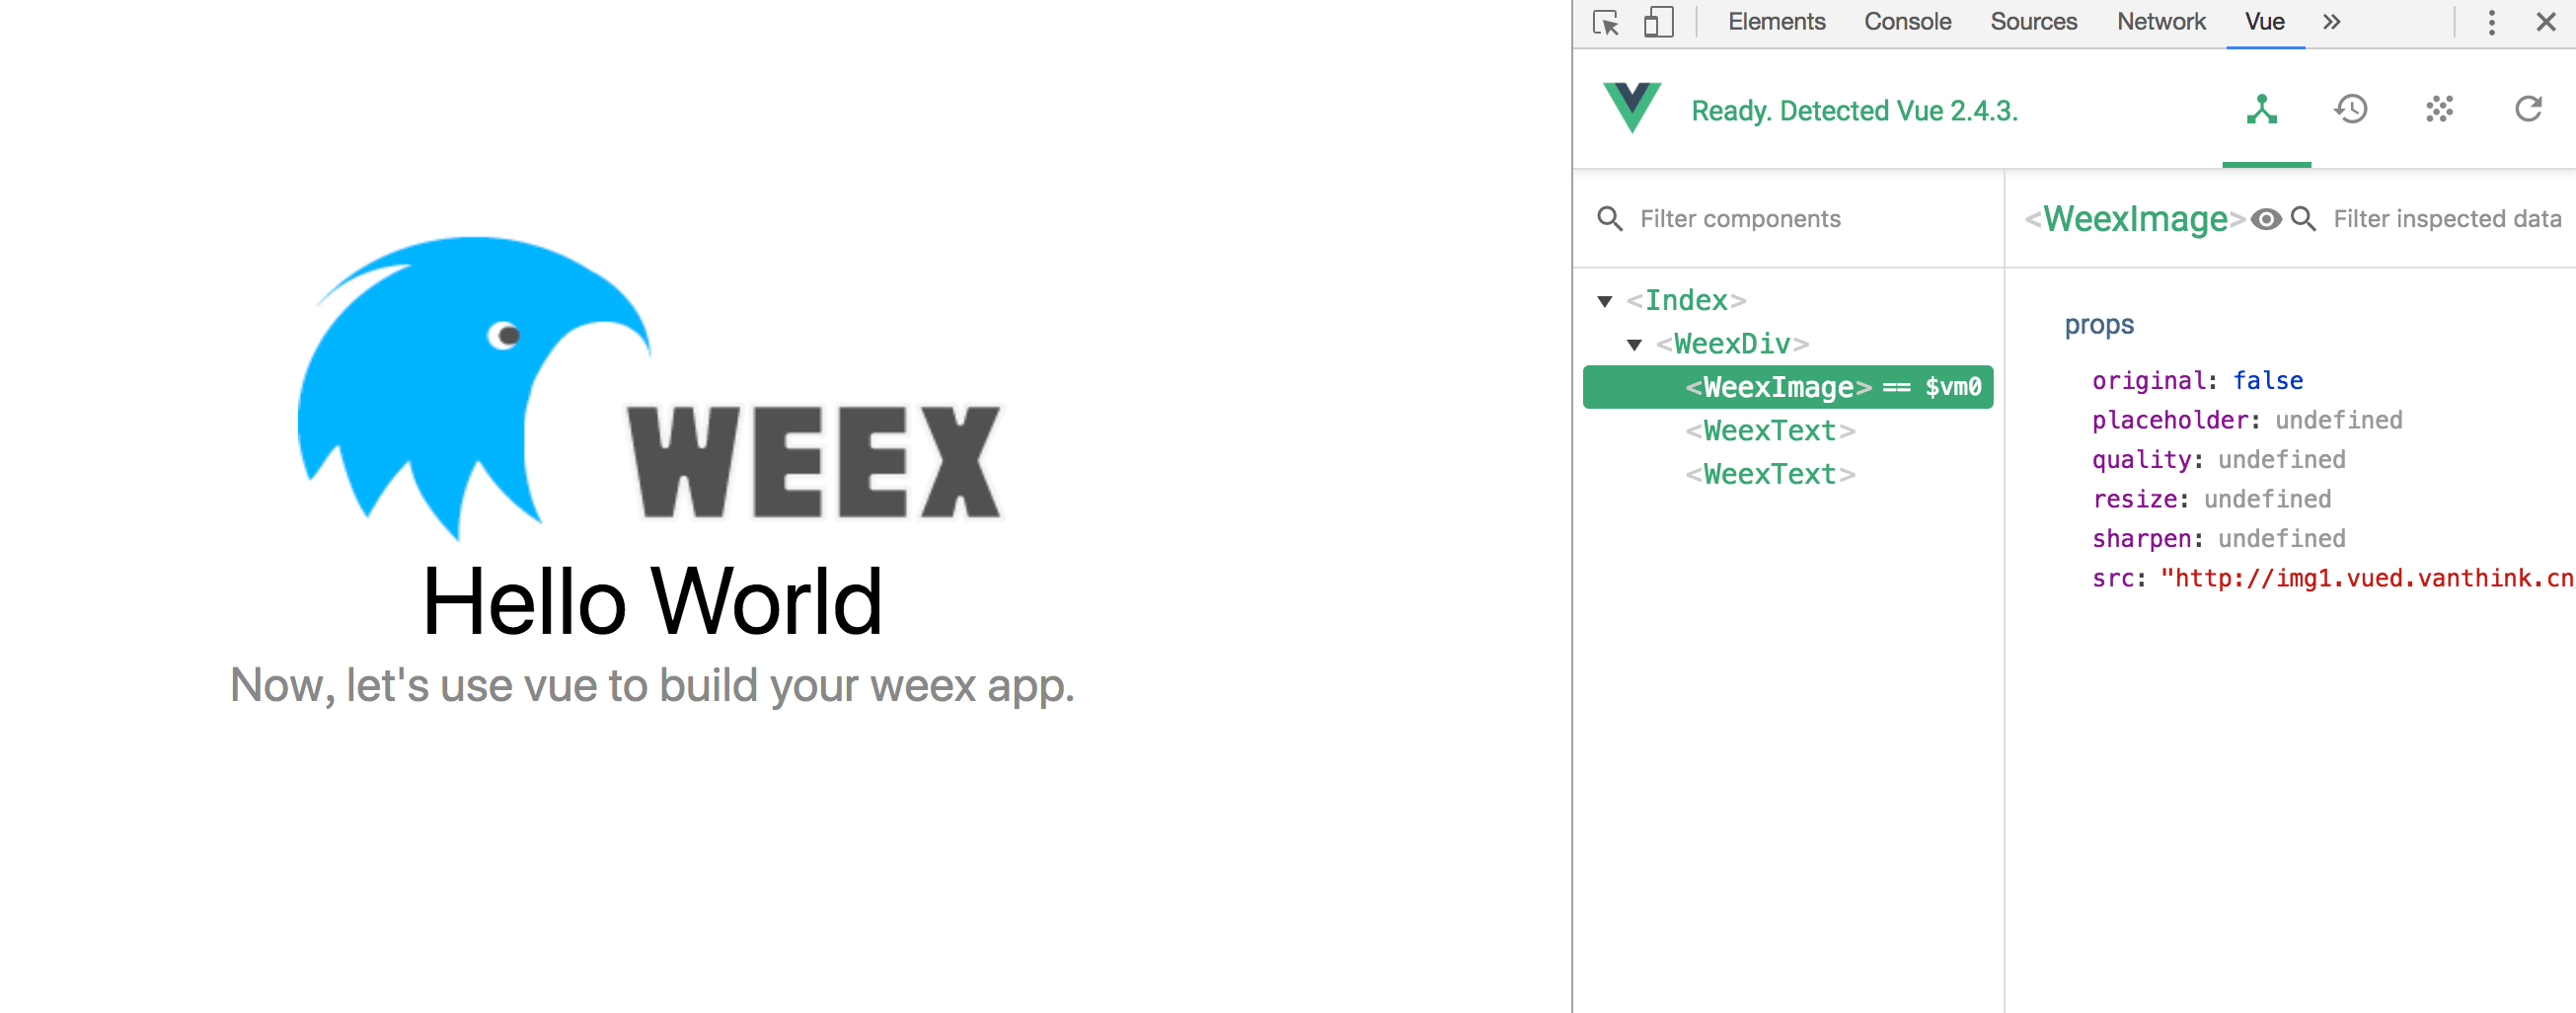 WEEX
Hello World
Now, let's use vue to build your weex app.
Elements Console Sources Network Vue »
Ready. Detected Vue 2.4.3.
Filter components
<WeexImage> Filter inspected data
<Index>
<WeexDiv>
<WeexImage> == $vm0
<WeexText>
<WeexText>
props
original: false
placeholder: undefined
quality: undefined
resize: undefined
sharpen: undefined
src: "http://img1.vued.vanthink.cn